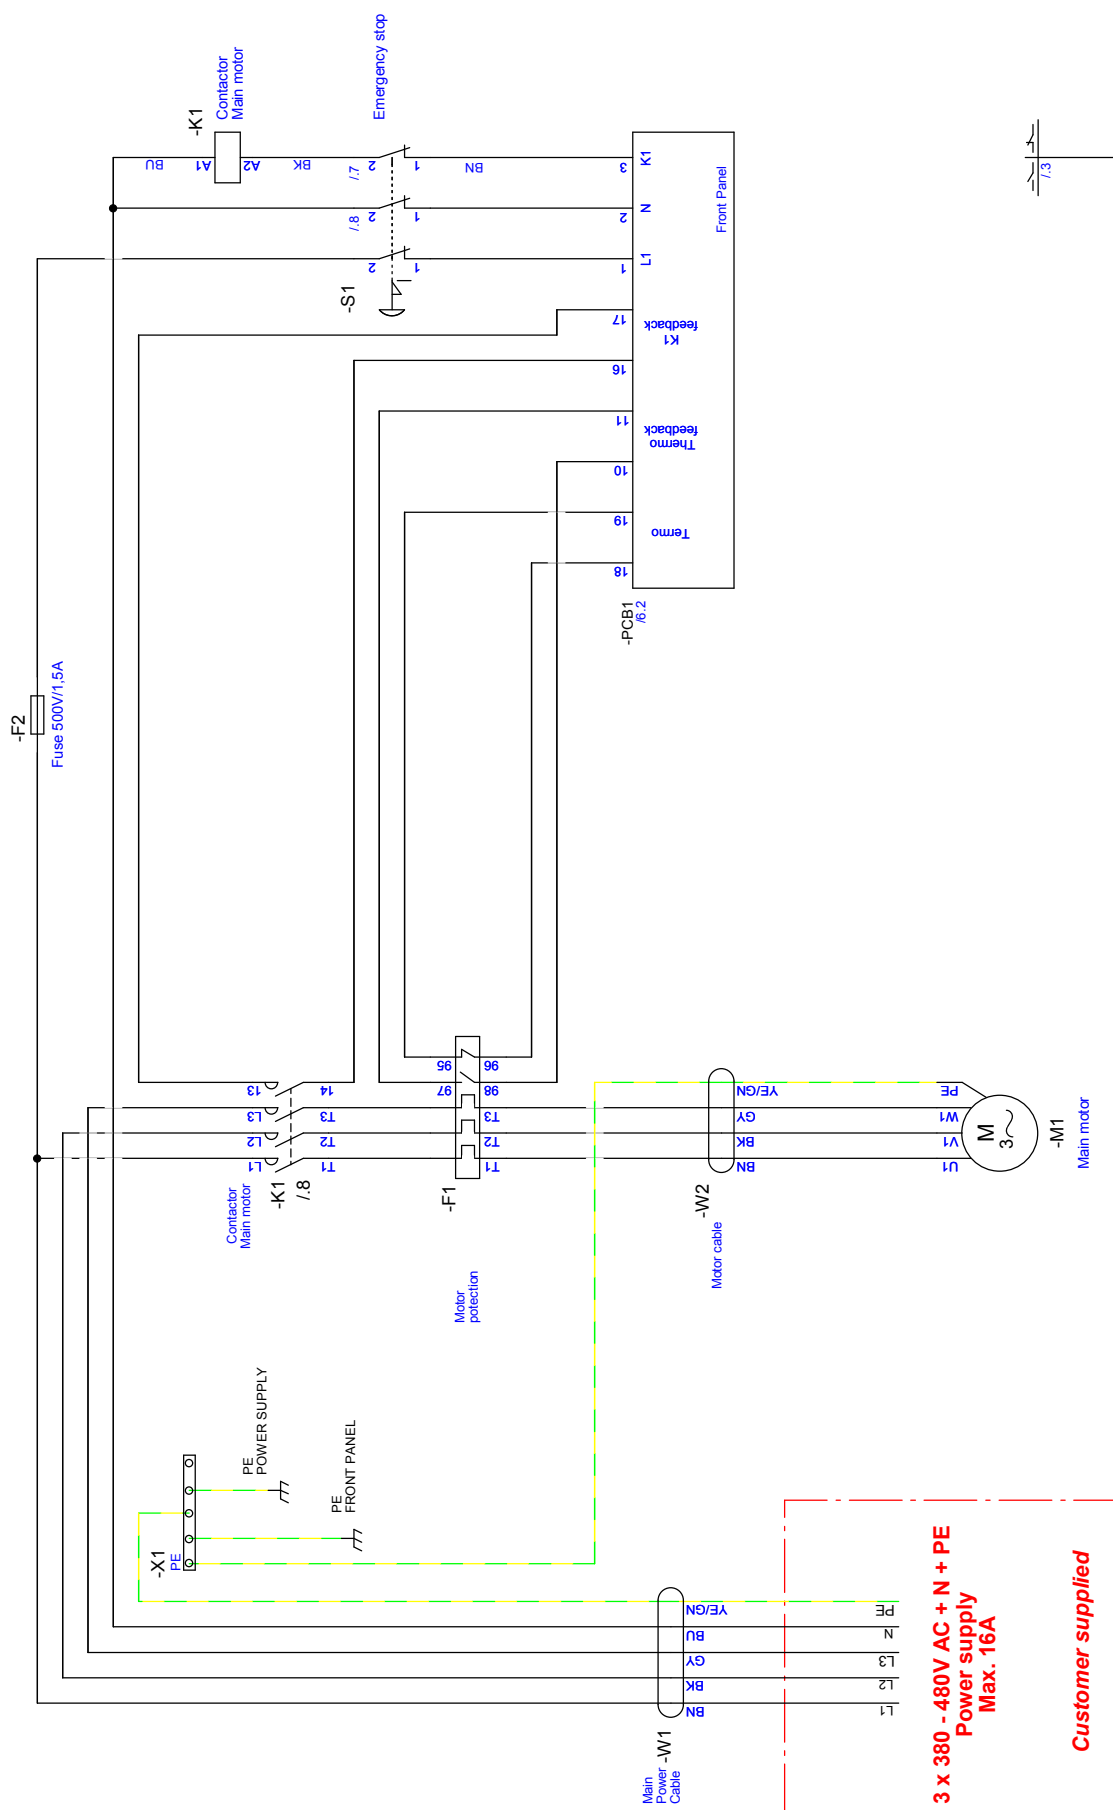 -F2
Fuse 500V/1,5A
-K1
Contactor
Main motor
BU
A1
A2
BK
/.7
/.8
Emergency stop
-S1
2
2
2
1
1
1
BN
3
2
1
17
16
11
10
19
18
K1
N
L1
K1
feedback
Thermo
feedback
Termo
Front Panel
-PCB1
/6.2
/.3
Contactor
Main motor
-K1
/.8
L1
L2
L3
13
T1
T2
T3
14
Motor
potection
-F1
97
95
98
96
T1
T2
T3
-W2
Motor cable
BN
BK
GY
YE/GN
U1
V1
W1
PE
M
3
-M1
Main motor
-X1
PE
PE
POWER SUPPLY
PE
FRONT PANEL
Main
Power
Cable
-W1
BN
BK
GY
BU
YE/GN
L1
L2
L3
N
PE
3 x 380 - 480V AC + N + PE
Power supply
Max. 16A
Customer supplied